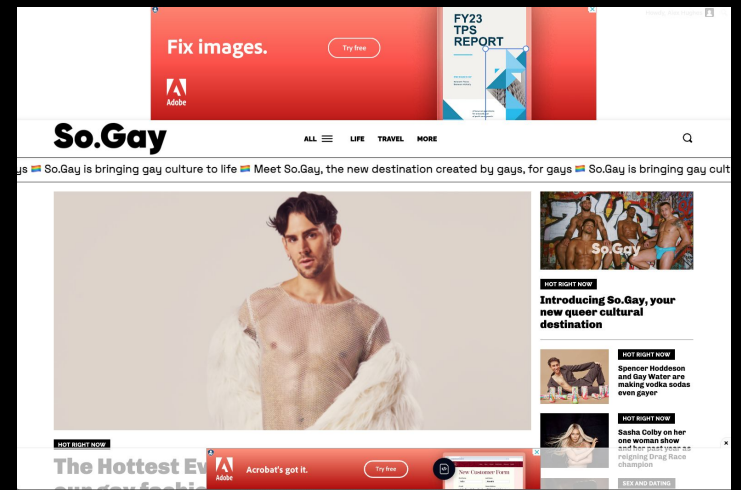 FY23
TPS
REPORT
Fix images.
Try free
Adobe
So.Gay
ALL
LIFE
TRAVEL
MORE
ys So.Gay is bringing gay culture to life Meet So.Gay, the new destination created by gays, for gays So.Gay is bringing gay cult
So.Gay
HOT RIGHT NOW
Introducing So.Gay, your
new queer cultural
destination
HOT RIGHT NOW
Spencer Hoddeson
and Gay Water are
making vodka sodas
even gayer
HOT RIGHT NOW
Sasha Colby on her
one woman show
and her past year as
reigning Drag Race
champion
SEX AND DATING
HOT RIGHT NOW
The Hottest Ev
our gay fashio
Adobe
Acrobat's got it.
Try free
New Customer Form